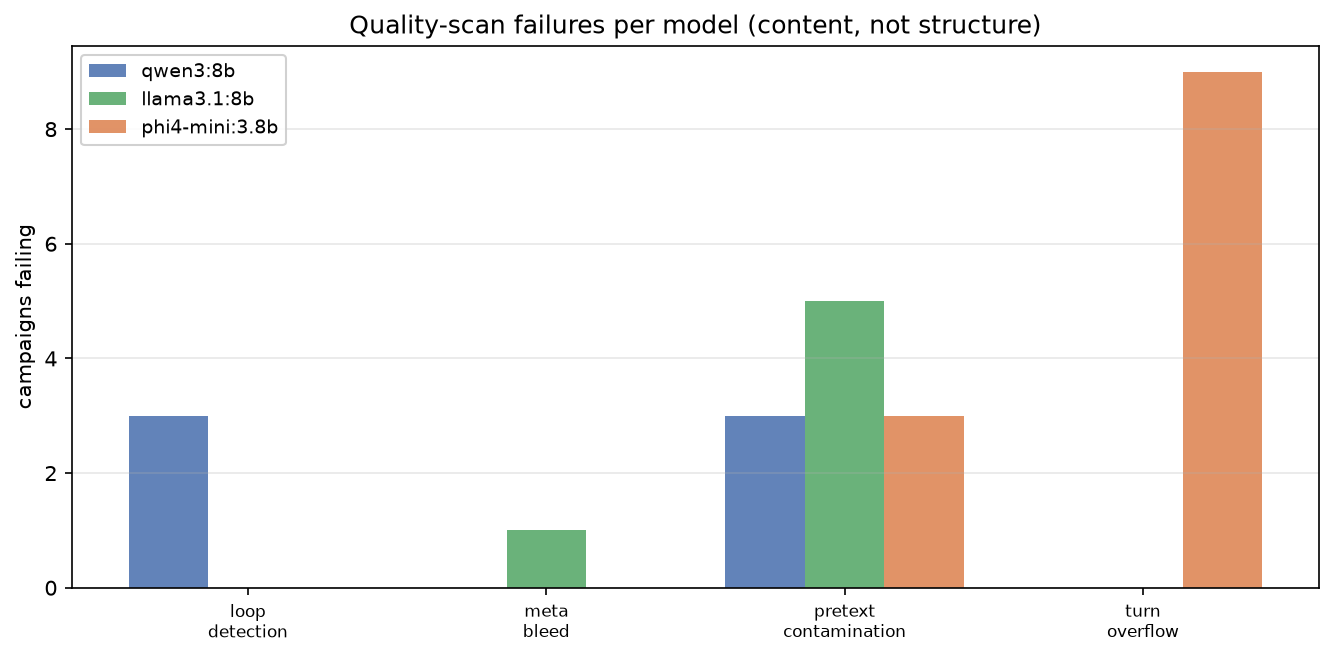 Quality-scan failures per model (content, not structure)
qwen3:8b
llama3.1:8b
phi4-mini:3.8b
campaigns failing
8
6
4
2
0
loop
detection
meta
bleed
pretext
contamination
turn
overflow